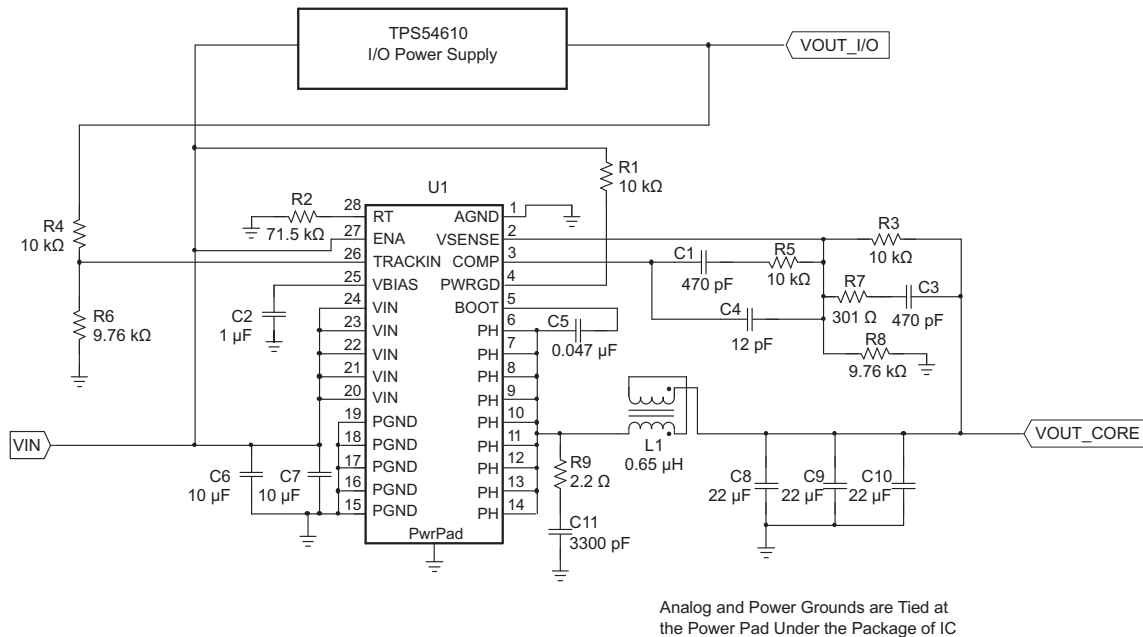 TPS54610
I/O Power Supply
VOUT_I/O
R1
10 kΩ
U1
R4
10 kΩ
R2
71.5 kΩ
28
RT
AGND
1
27
ENA
VSENSE
2
26
TRACKIN
COMP
3
25
VBIAS
PWRGD
4
24
VIN
BOOT
5
23
VIN
PH
6
22
VIN
PH
7
21
VIN
PH
8
20
VIN
PH
9
19
PGND
PH
10
18
PGND
PH
11
17
PGND
PH
12
16
PGND
PH
13
15
PGND
PH
14
PwrPad
R3
10 kΩ
C1
470 pF
R5
10 kΩ
R7
301 Ω
C3
470 pF
C4
12 pF
R8
9.76 kΩ
C5
0.047 µF
R6
9.76 kΩ
C2
1 µF
VIN
C6
10 µF
C7
10 µF
L1
0.65 µH
VOUT_CORE
R9
2.2 Ω
C11
3300 pF
C8
22 µF
C9
22 µF
C10
22 µF
Analog and Power Grounds are Tied at
the Power Pad Under the Package of IC